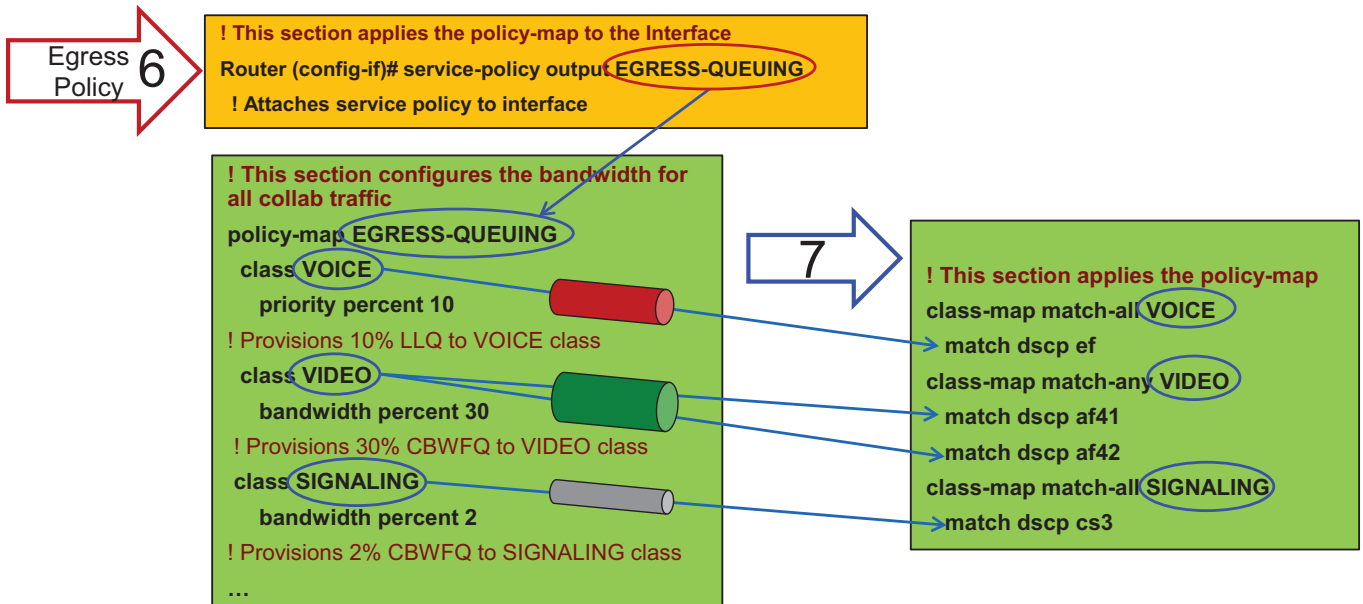 Egress
Policy
6
! This section applies the policy-map to the Interface
Router (config-if)# service-policy output EGRESS-QUEUING
! Attaches service policy to interface
! This section configures the bandwidth for
all collab traffic
policy-map EGRESS-QUEUING
class VOICE
priority percent 10
! Provisions 10% LLQ to VOICE class
class VIDEO
bandwidth percent 30
! Provisions 30% CBWFQ to VIDEO class
class SIGNALING
bandwidth percent 2
! Provisions 2% CBWFQ to SIGNALING class
...
7
! This section applies the policy-map
class-map match-all VOICE
match dscp ef
class-map match-any VIDEO
match dscp af41
match dscp af42
class-map match-all SIGNALING
match dscp cs3